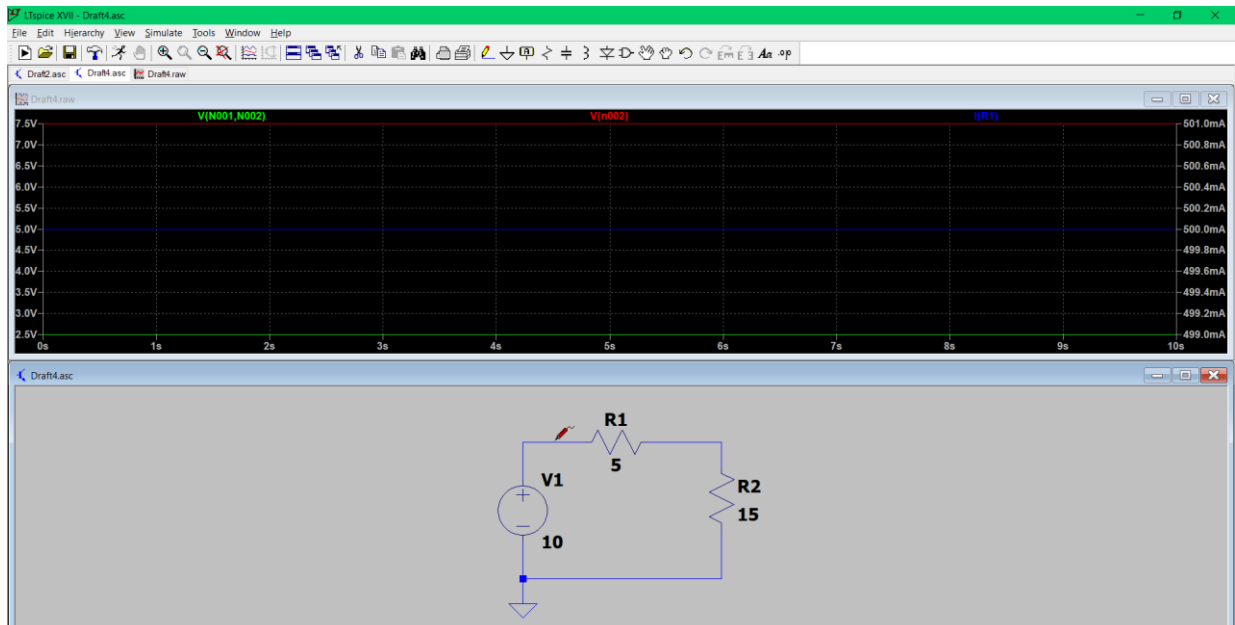 LTspice XVII - Draft4.asc
File Edit Hierarchy View Simulate Tools Window Help
Draft2.asc Draft4.asc Draft4.raw
Draft4.raw
V(N001,N002) V(n002) I(R1)
7.5V 501.0mA
7.0V 500.8mA
6.5V 500.6mA
6.0V 500.4mA
5.5V 500.2mA
5.0V 500.0mA
4.5V 499.8mA
4.0V 499.6mA
3.5V 499.4mA
3.0V 499.2mA
2.5V 499.0mA
0s 1s 2s 3s 4s 5s 6s 7s 8s 9s 10s
Draft4.asc
R1
5
V1
10
R2
15